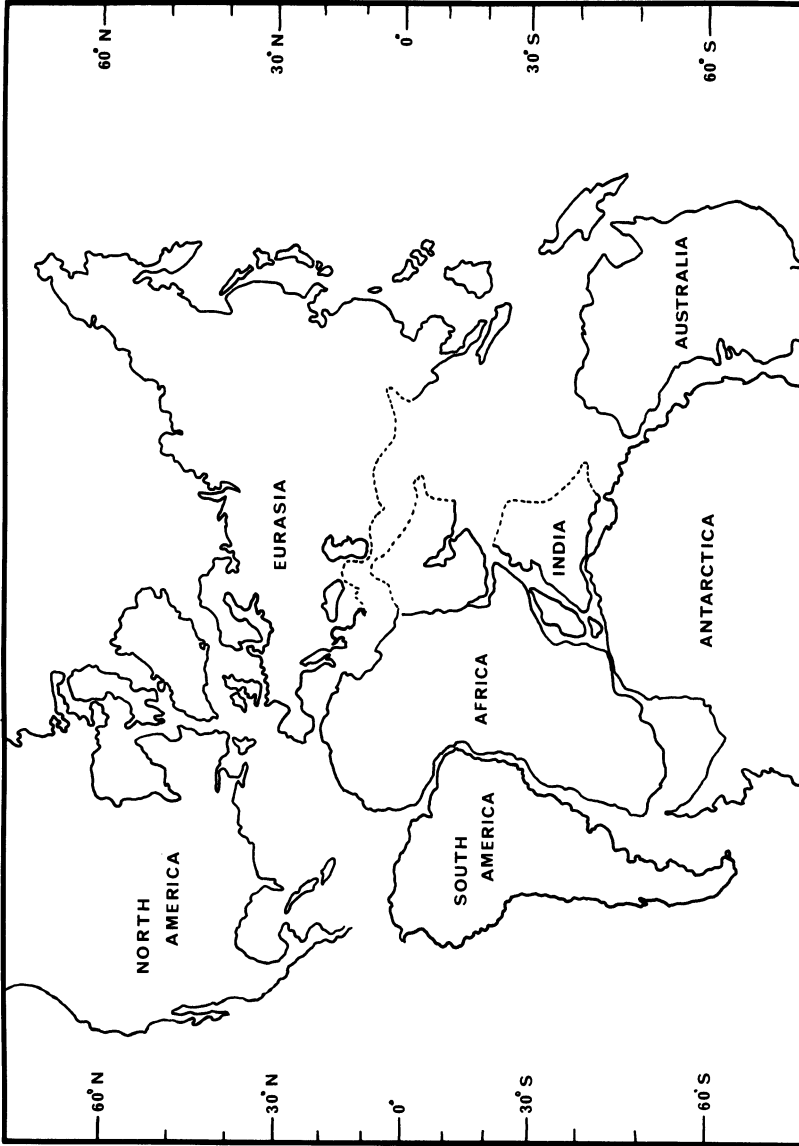 60° N
30° N
0°
30° S
60° S
NORTH
AMERICA
EURASIA
AFRICA
SOUTH
AMERICA
INDIA
AUSTRALIA
ANTARCTICA
60° N
30° N
0°
30° S
60° S